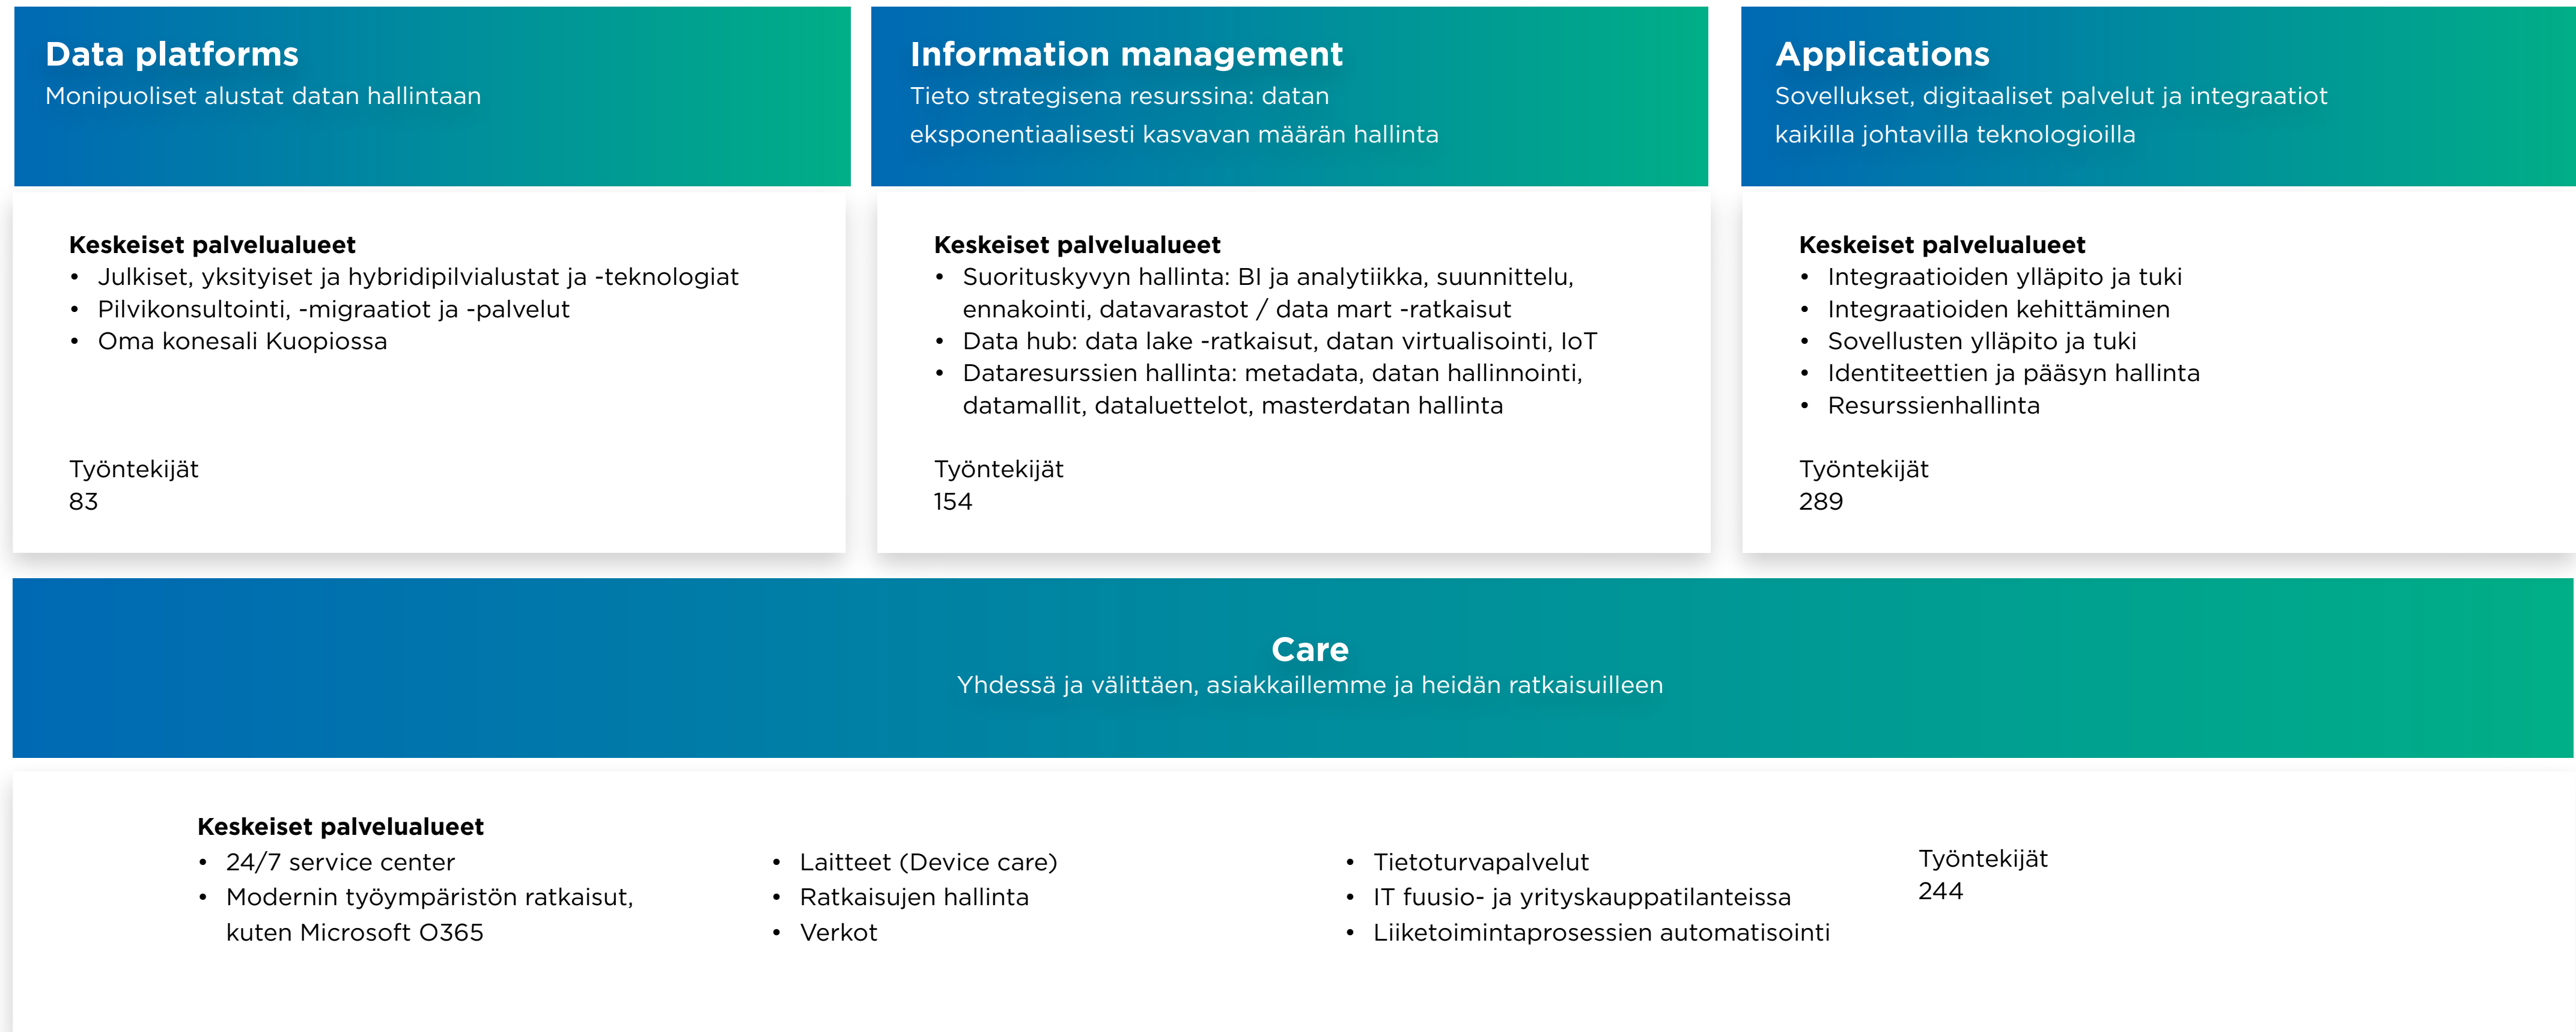 Data platforms
Monipuoliset alustat datan hallintaan
Keskeiset palvelualueet
• Julkiset, yksityiset ja hybridipilvialustat ja -teknologiat
• Pilvikonsultointi, -migraatiot ja -palvelut
• Oma konesali Kuopiossa
Työntekijät
83
Information management
Tieto strategisena resurssina: datan
eksponentiaalisesti kasvavan määrän hallinta
Keskeiset palvelualueet
• Suorituskyvyn hallinta: BI ja analytiikka, suunnittelu,
ennakointi, datavarastot / data mart -ratkaisut
• Data hub: data lake -ratkaisut, datan virtualisointi, IoT
• Dataresurssien hallinta: metadata, datan hallinnointi,
datamallit, dataluettelot, masterdatan hallinta
Työntekijät
154
Applications
Sovellukset, digitaaliset palvelut ja integraatiot
kaikilla johtavilla teknologioilla
Keskeiset palvelualueet
• Integraatioiden ylläpito ja tuki
• Integraatioiden kehittäminen
• Sovellusten ylläpito ja tuki
• Identiteettien ja pääsyn hallinta
• Resurssienhallinta
Työntekijät
289
Care
Yhdessä ja välittäen, asiakkaillemme ja heidän ratkaisuilleen
Keskeiset palvelualueet
• 24/7 service center
• Modernin työympäristön ratkaisut,
kuten Microsoft O365
• Laitteet (Device care)
• Ratkaisujen hallinta
• Verkot
• Tietoturvapalvelut
• IT fuusio- ja yrityskauppatilanteissa
• Liiketoimintaprosessien automatisointi
Työntekijät
244